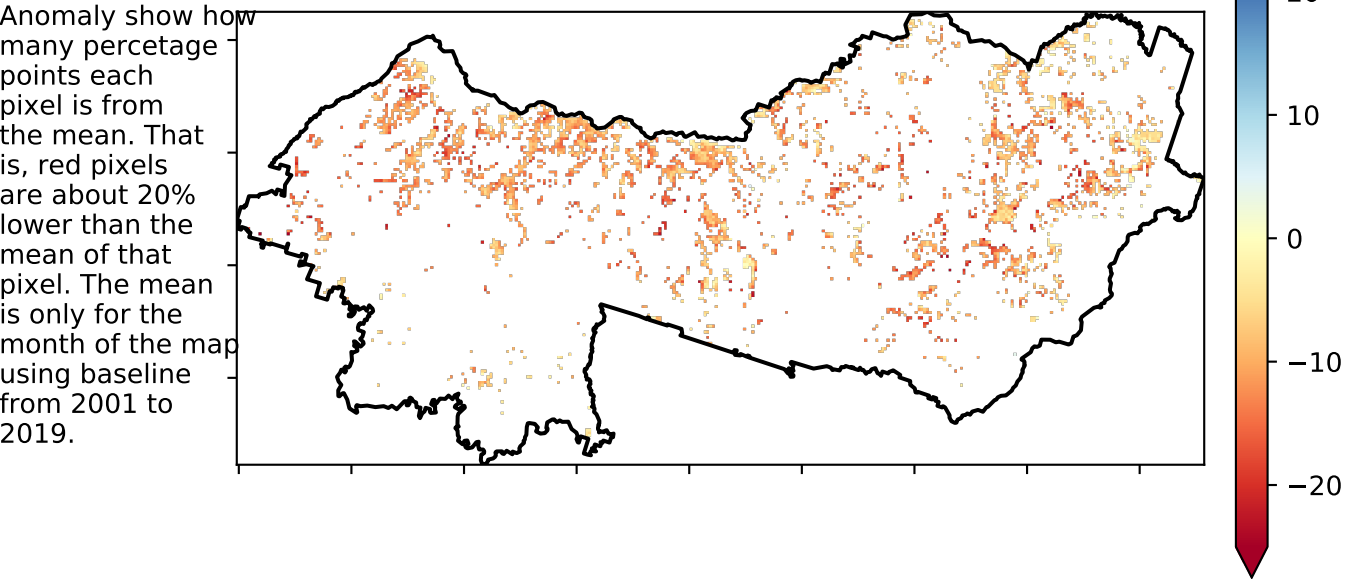 Anomaly show how
many percetage
points each
pixel is from
the mean. That
is, red pixels
are about 20%
lower than the
mean of that
pixel. The mean
is only for the
month of the map
using baseline
from 2001 to
2019.
10
0
−10
−20